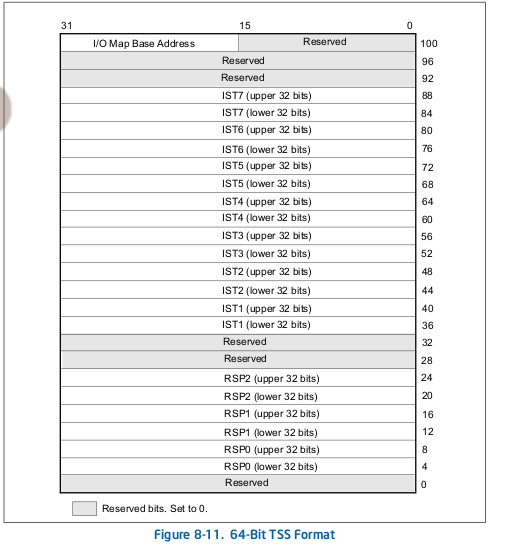 31 15 0
I/O Map Base Address Reserved 100
Reserved 96
Reserved 92
IST7 (upper 32 bits) 88
IST7 (lower 32 bits) 84
IST6 (upper 32 bits) 80
IST6 (lower 32 bits) 76
IST5 (upper 32 bits) 72
IST5 (lower 32 bits) 68
IST4 (upper 32 bits) 64
IST4 (lower 32 bits) 60
IST3 (upper 32 bits) 56
IST3 (lower 32 bits) 52
IST2 (upper 32 bits) 48
IST2 (lower 32 bits) 44
IST1 (upper 32 bits) 40
IST1 (lower 32 bits) 36
Reserved 32
Reserved 28
RSP2 (upper 32 bits) 24
RSP2 (lower 32 bits) 20
RSP1 (upper 32 bits) 16
RSP1 (lower 32 bits) 12
RSP0 (upper 32 bits) 8
RSP0 (lower 32 bits) 4
Reserved 0
Reserved bits. Set to 0.
Figure 8-11. 64-Bit TSS Format